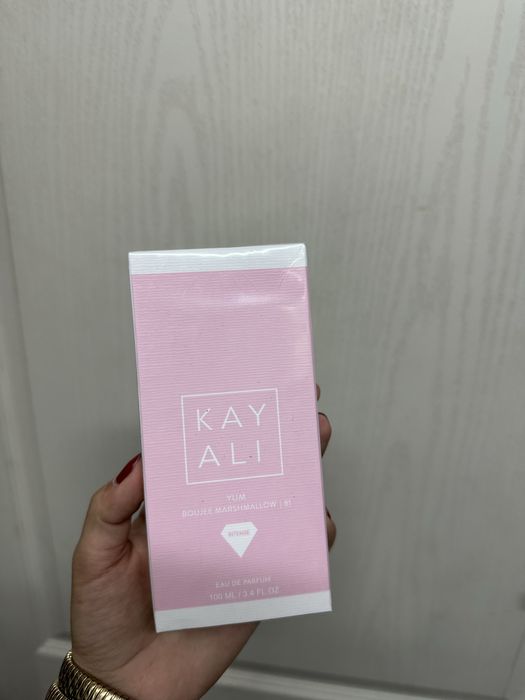 KAY
ALI
YUM
BOUJEE MARSHMALLOW | 81
INTENSE
EAU DE PARFUM
100 ML / 3.4 FL. OZ